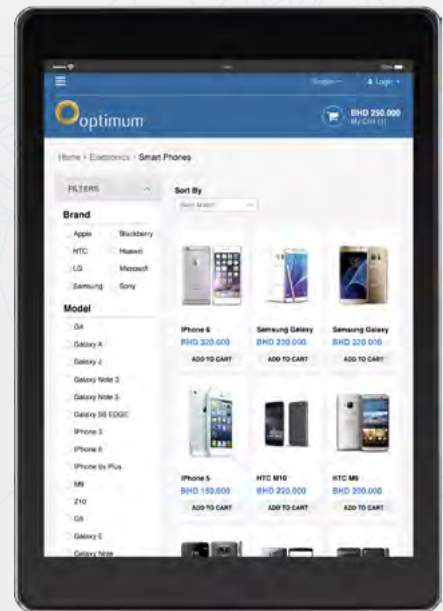 Login
optimum
BHD 250.000
My Cart
Home › Electronics › Smart Phones
FILTERS
Sort By
Best Match
Brand
Apple Blackberry
HTC Huawei
LG Microsoft
Samsung Sony
Model
G4
Galaxy A
Galaxy J
Galaxy Note 3
Galaxy Note 5
Galaxy S6 EDGE
iPhone 5
iPhone 6
iPhone 6s Plus
M9
Z10
G5
Galaxy E
Galaxy Note
iPhone 6 Samsung Galaxy Samsung Galaxy
BHD 320.000 BHD 230.000 BHD 320.000
ADD TO CART ADD TO CART ADD TO CART
iPhone 5 HTC M10 HTC M9
BHD 150.000 BHD 220.000 BHD 200.000
ADD TO CART ADD TO CART ADD TO CART